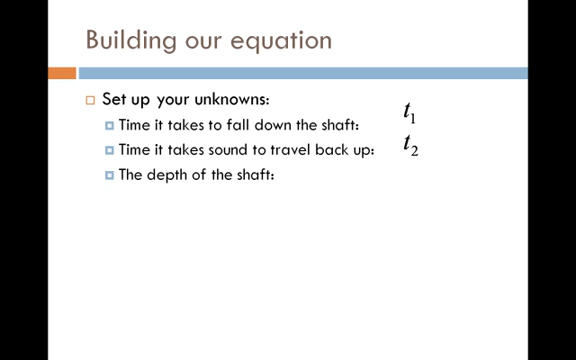 Building our equation
Set up your unknowns:
Time it takes to fall down the shaft: t₁
Time it takes sound to travel back up: t₂
The depth of the shaft: